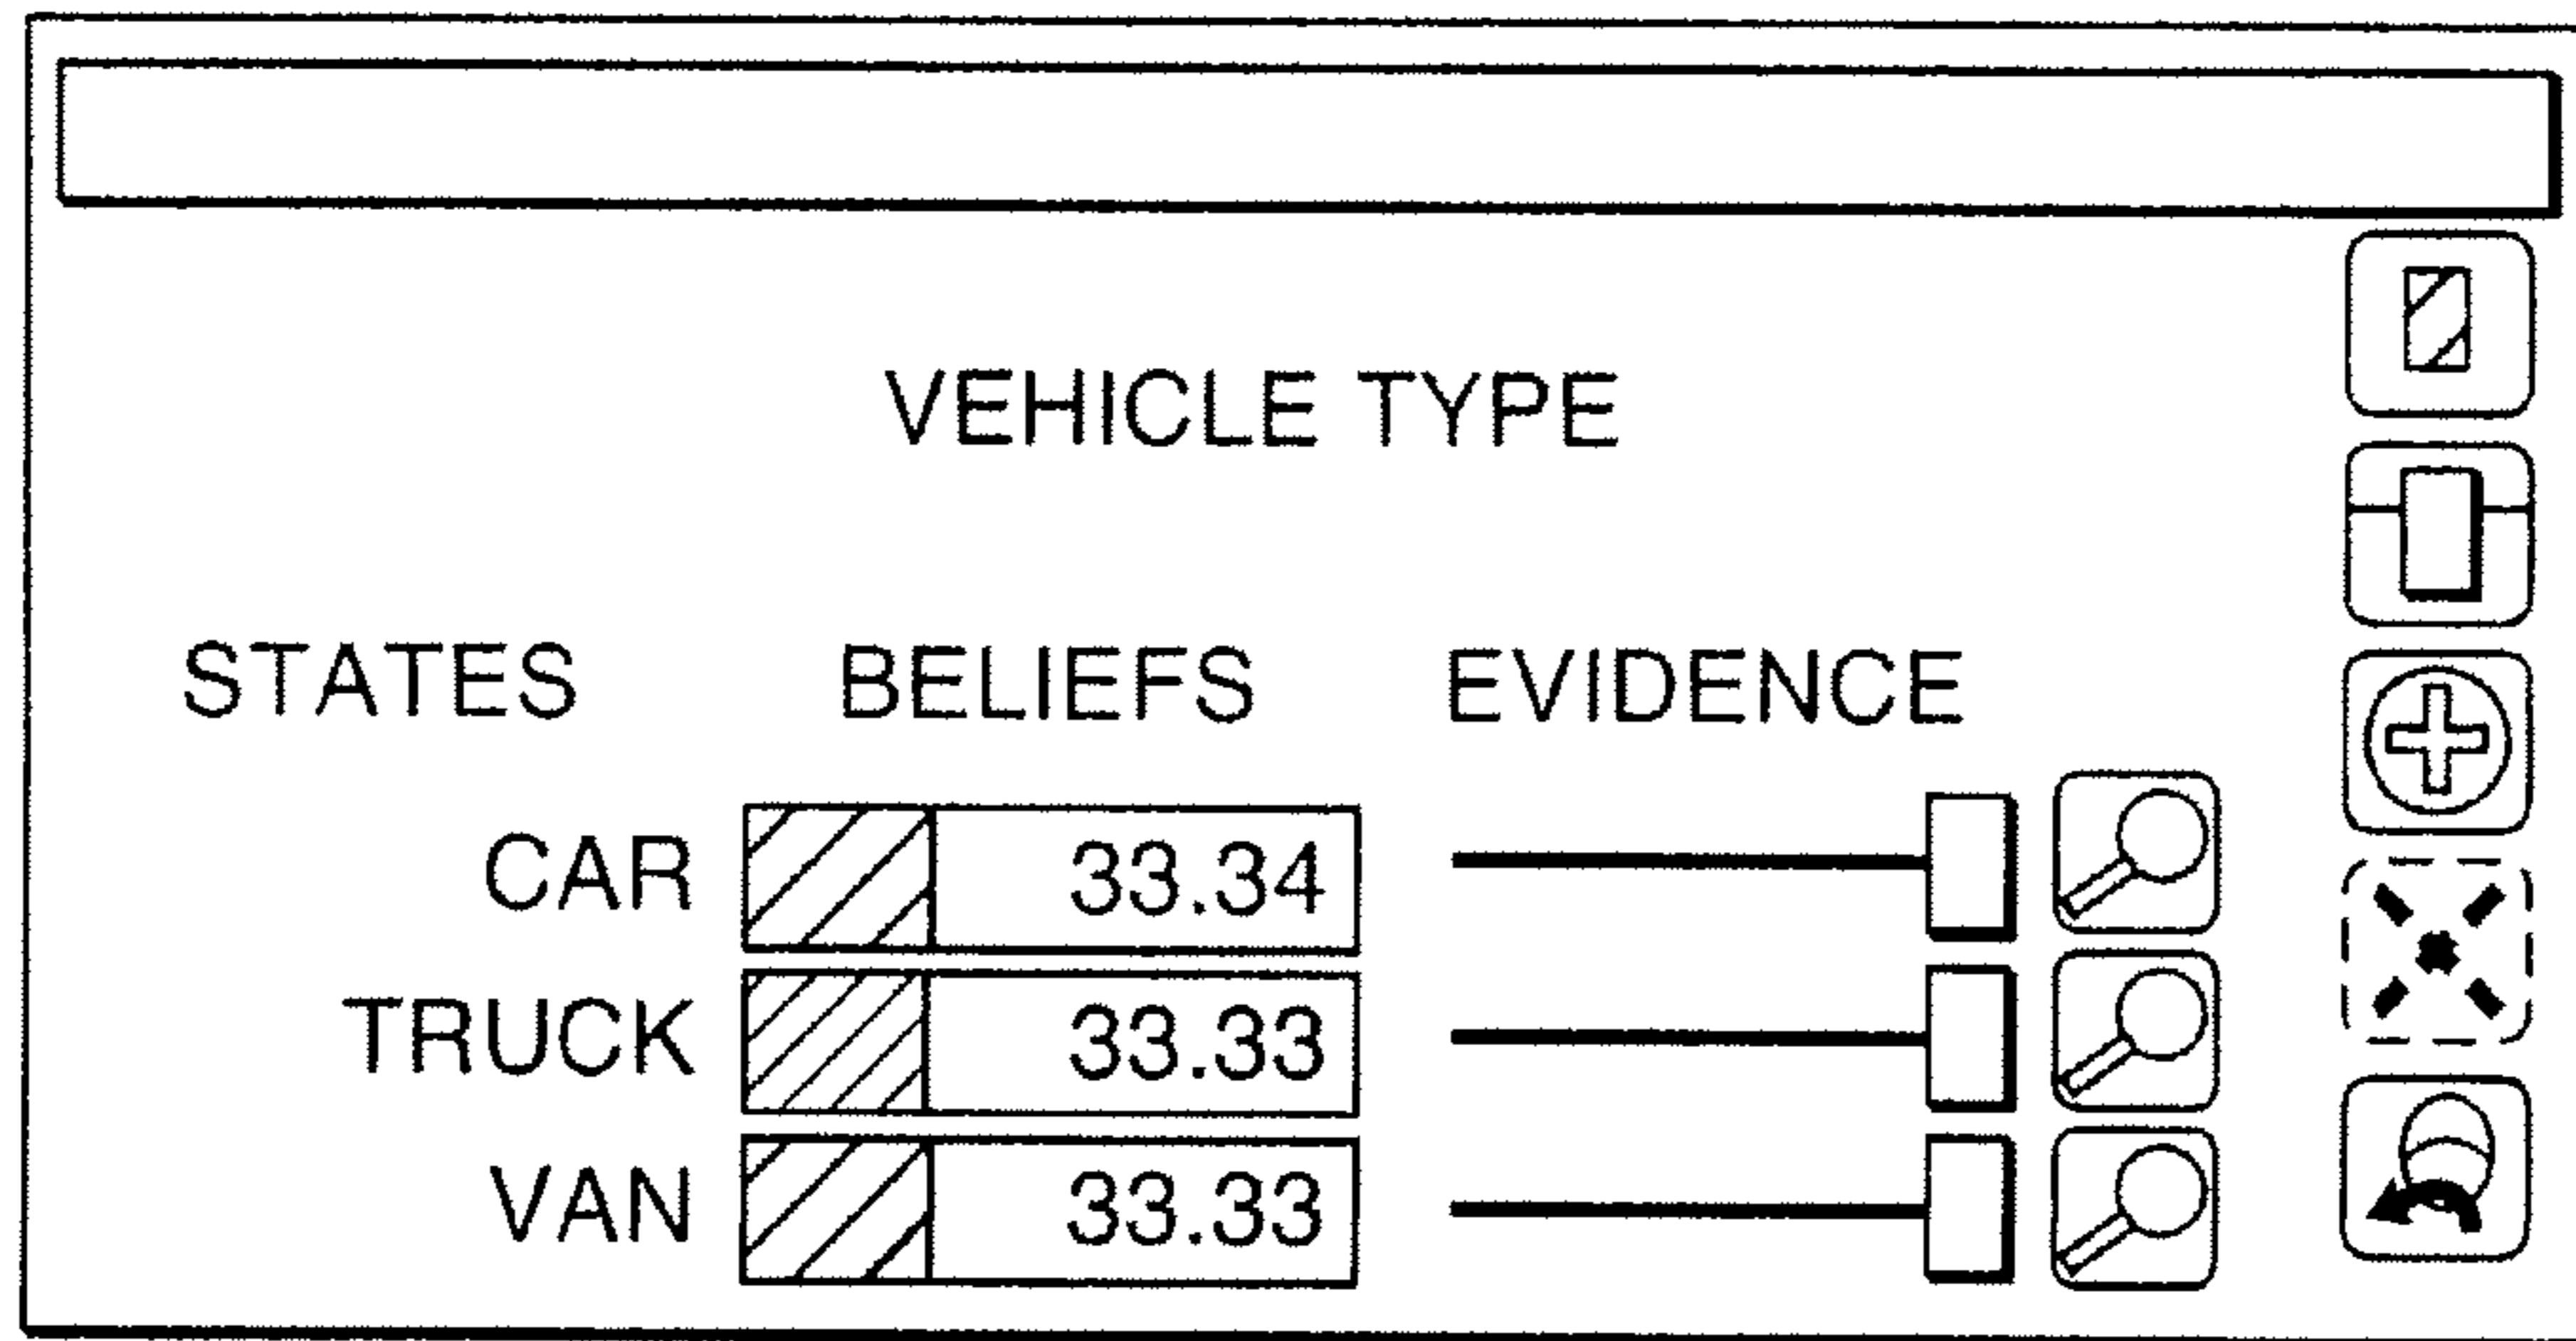 VEHICLE TYPE
STATES BELIEFS EVIDENCE
CAR 33.34
TRUCK 33.33
VAN 33.33